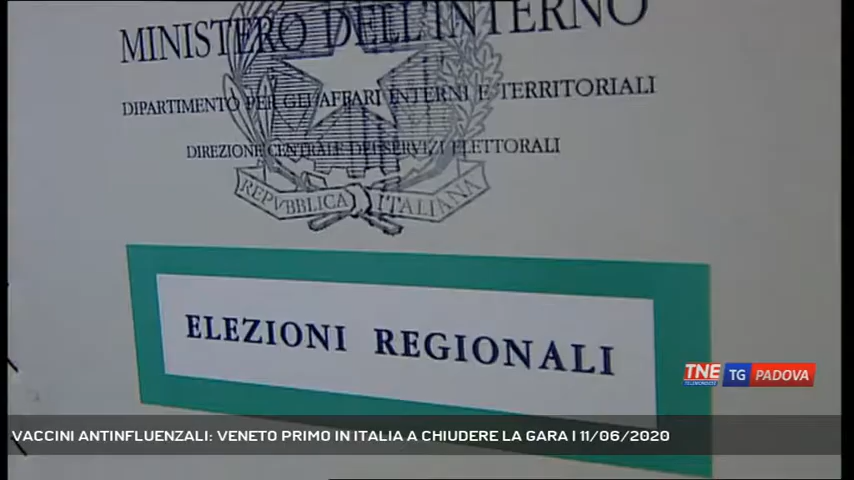 MINISTERO DELL'INTERNO
DIPARTIMENTO PER GLI AFFARI INTERNI E TERRITORIALI
DIREZIONE CENTRALE DEI SERVIZI ELETTORALI
REPVBBLICA ITALIANA
ELEZIONI REGIONALI
TNE TG PADOVA
TELENORDEST
VACCINI ANTINFLUENZALI: VENETO PRIMO IN ITALIA A CHIUDERE LA GARA | 11/06/2020